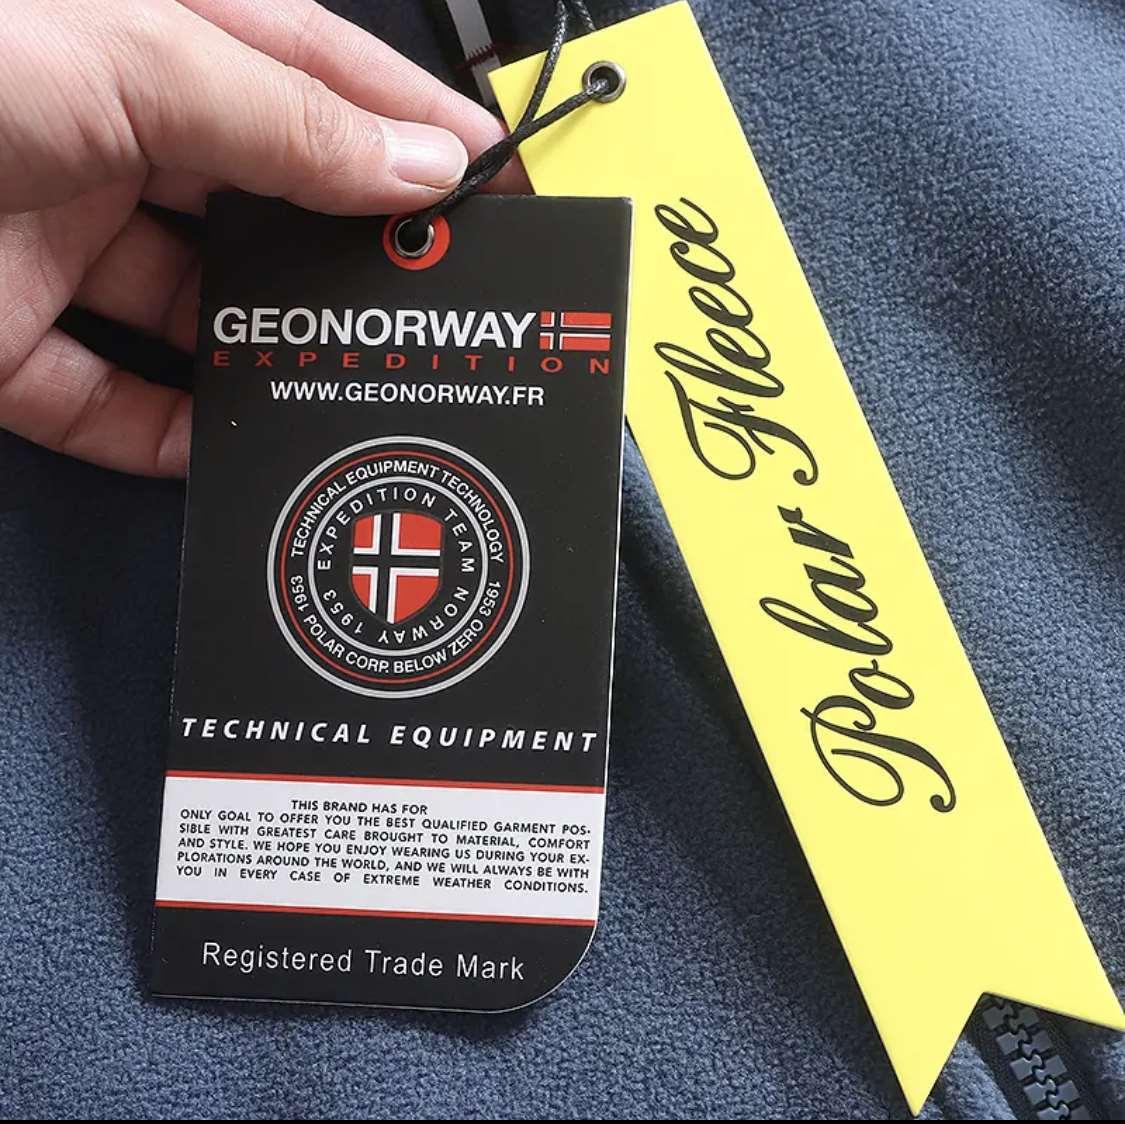 GEONORWAY
EXPEDITION
WWW.GEONORWAY.FR
TECHNICAL EQUIPMENT TECHNOLOGY
1953 POLAR CORP. BELOW ZERO 1953
EXPEDITION TEAM NORWAY 1953
TECHNICAL EQUIPMENT
THIS BRAND HAS FOR
ONLY GOAL TO OFFER YOU THE BEST QUALIFIED GARMENT POS-
SIBLE WITH GREATEST CARE BROUGHT TO MATERIAL, COMFORT
AND STYLE. WE HOPE YOU ENJOY WEARING US DURING YOUR EX-
PLORATIONS AROUND THE WORLD, AND WE WILL ALWAYS BE WITH
YOU IN EVERY CASE OF EXTREME WEATHER CONDITIONS.
Registered Trade Mark
Polar Fleece